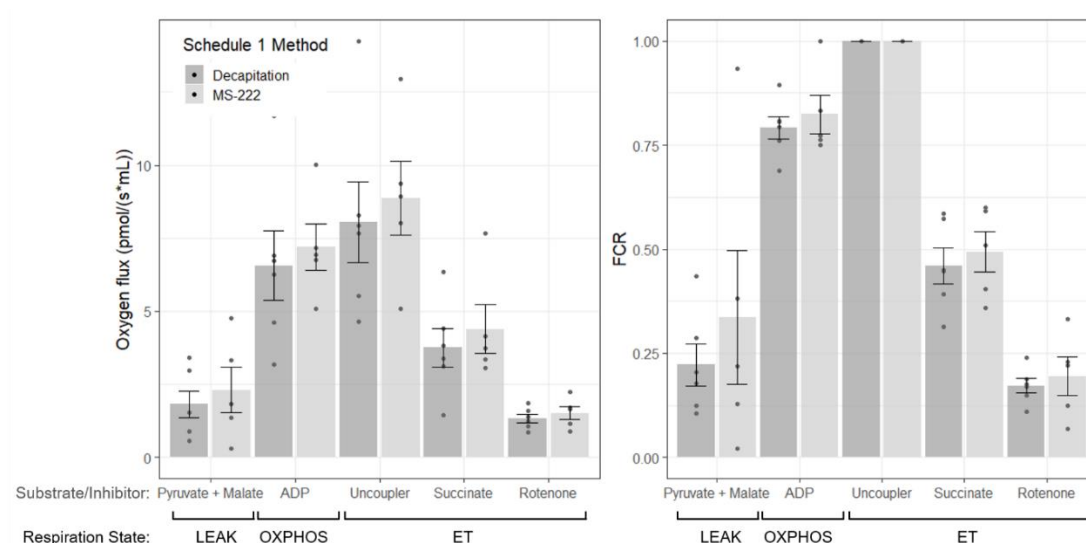 Schedule 1 Method
Decapitation
MS-222
Oxygen flux (pmol/(s*mL))
10
5
0
FCR
1.00
0.75
0.50
0.25
0.00
Substrate/Inhibitor: Pyruvate + Malate ADP Uncoupler Succinate Rotenone Pyruvate + Malate ADP Uncoupler Succinate Rotenone
Respiration State: LEAK OXPHOS ET LEAK OXPHOS ET